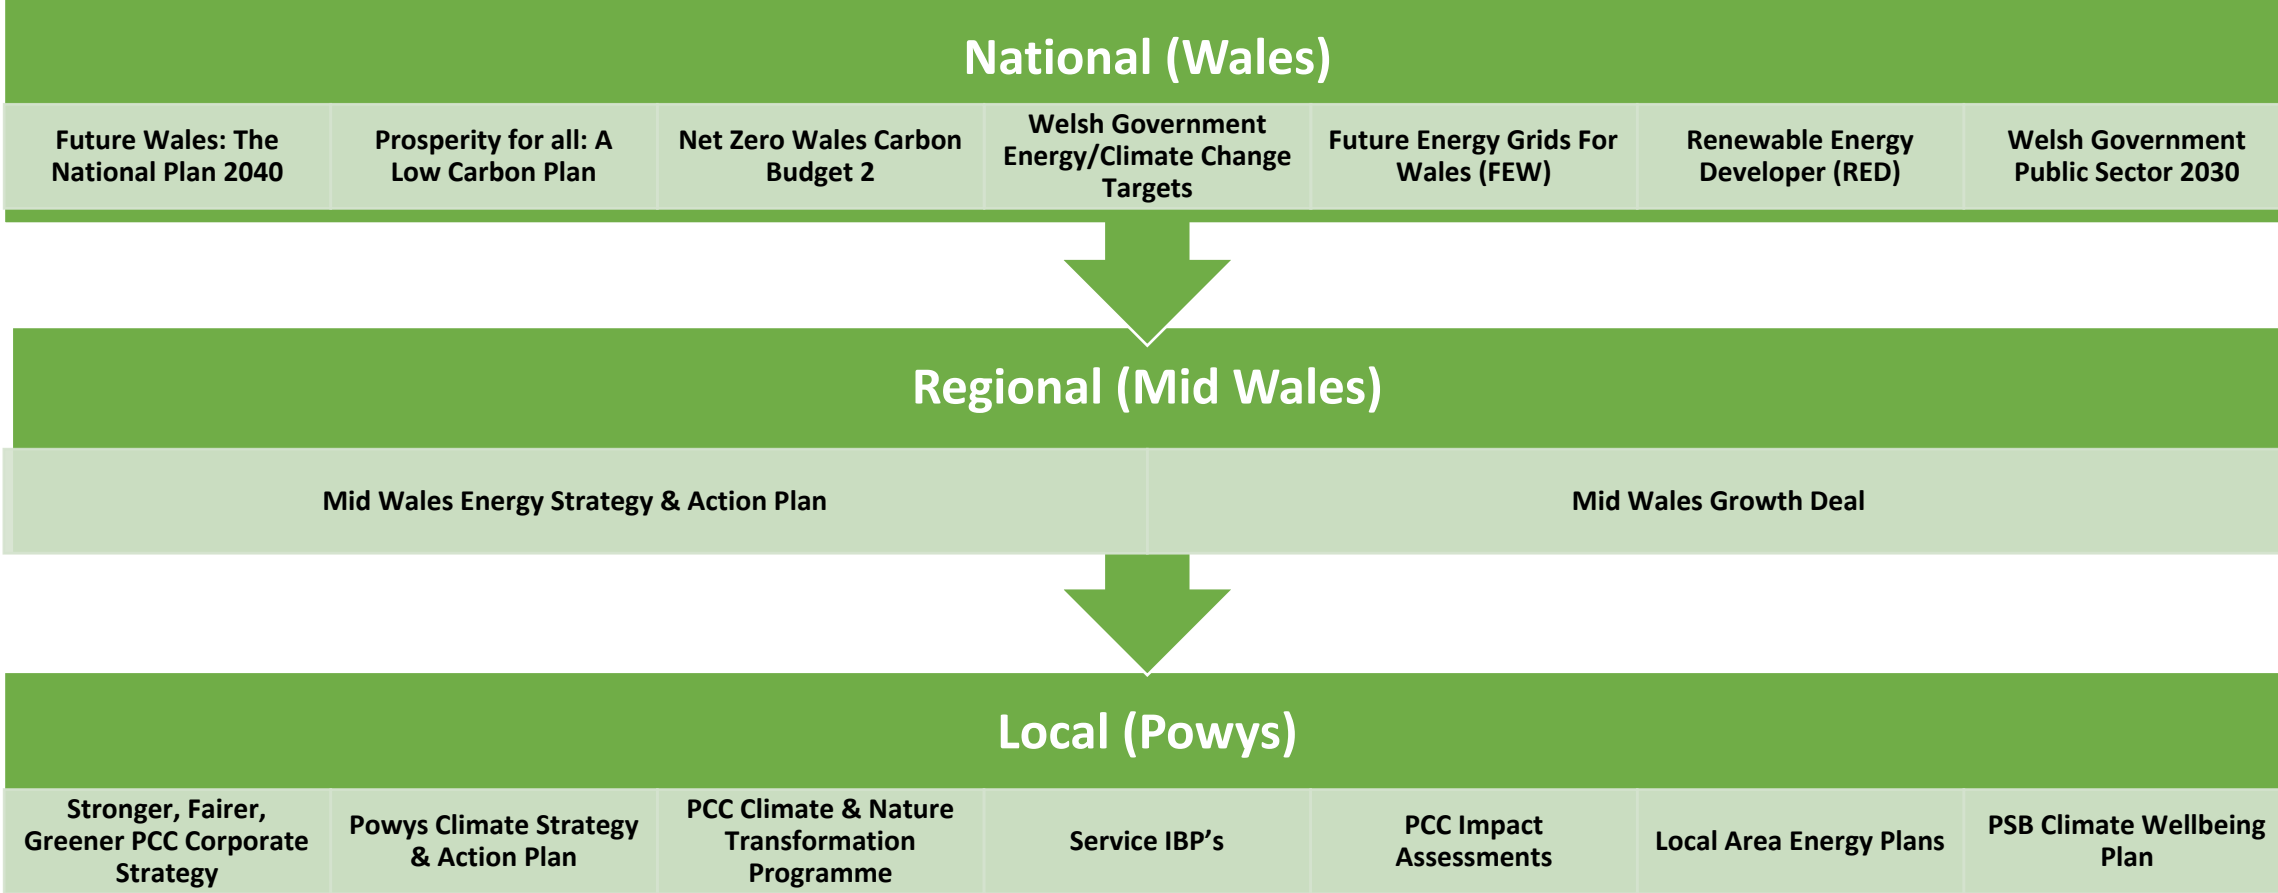 National (Wales)
Future Wales: The
National Plan 2040
Prosperity for all: A
Low Carbon Plan
Net Zero Wales Carbon
Budget 2
Welsh Government
Energy/Climate Change
Targets
Future Energy Grids For
Wales (FEW)
Renewable Energy
Developer (RED)
Welsh Government
Public Sector 2030
Regional (Mid Wales)
Mid Wales Energy Strategy & Action Plan
Mid Wales Growth Deal
Local (Powys)
Stronger, Fairer,
Greener PCC Corporate
Strategy
Powys Climate Strategy
& Action Plan
PCC Climate & Nature
Transformation
Programme
Service IBP’s
PCC Impact
Assessments
Local Area Energy Plans
PSB Climate Wellbeing
Plan